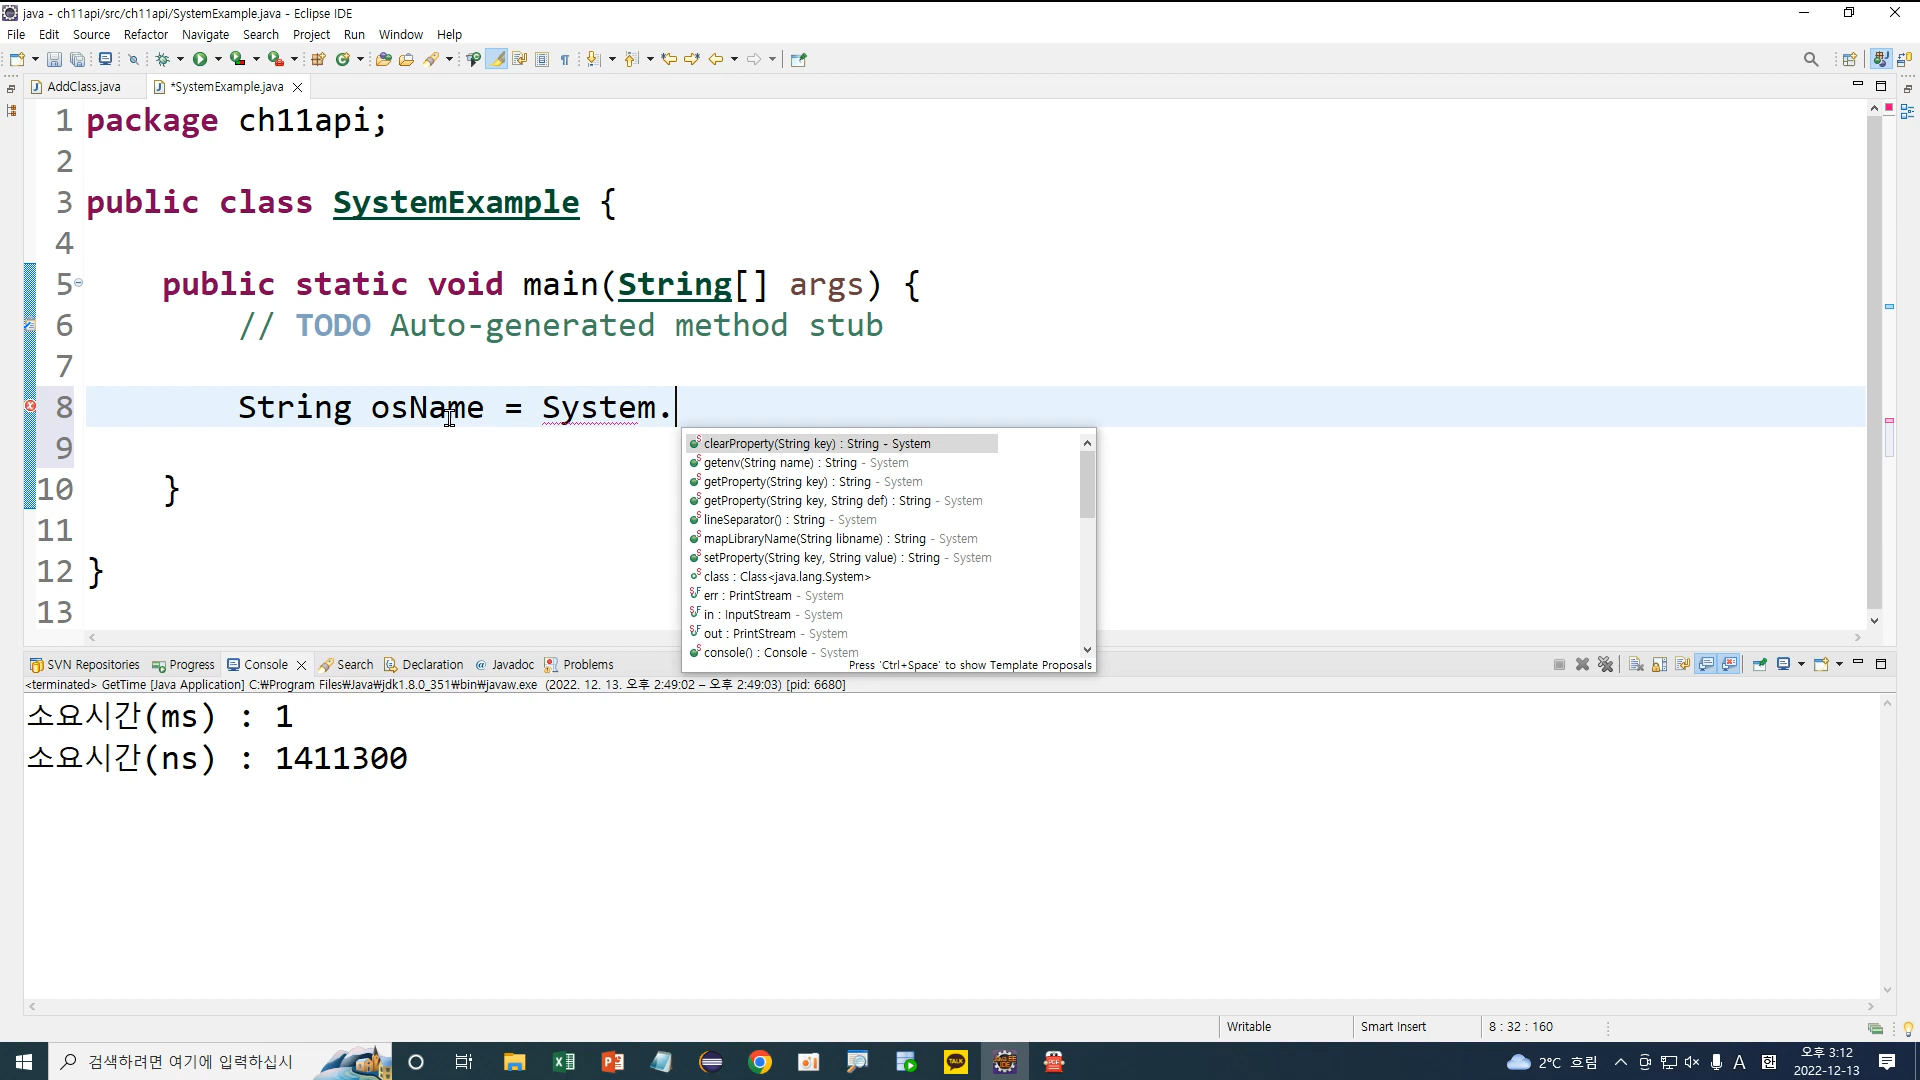 java - ch11api/src/ch11api/SystemExample.java - Eclipse IDE
File Edit Source Refactor Navigate Search Project Run Window Help
AddClass.java *SystemExample.java
1 package ch11api;
2
3 public class SystemExample {
4
5 public static void main(String[] args) {
6 // TODO Auto-generated method stub
7
8 String osName = System.
9
10 }
11
12 }
13
clearProperty(String key) : String - System
getenv(String name) : String - System
getProperty(String key) : String - System
getProperty(String key, String def) : String - System
lineSeparator() : String - System
mapLibraryName(String libname) : String - System
setProperty(String key, String value) : String - System
class : Class<java.lang.System>
err : PrintStream - System
in : InputStream - System
out : PrintStream - System
console() : Console - System
Press 'Ctrl+Space' to show Template Proposals
SVN Repositories Progress Console Search Declaration @ Javadoc Problems
<terminated> GetTime [Java Application] C:₩Program Files₩Java₩jdk1.8.0_351₩bin₩javaw.exe (2022. 12. 13. 오후 2:49:02 – 오후 2:49:03) [pid: 6680]
소요시간(ms) : 1
소요시간(ns) : 1411300
Writable Smart Insert 8 : 32 : 160
검색하려면 여기에 입력하십시 TALK 2°C 흐림 A 오후 3:12
2022-12-13